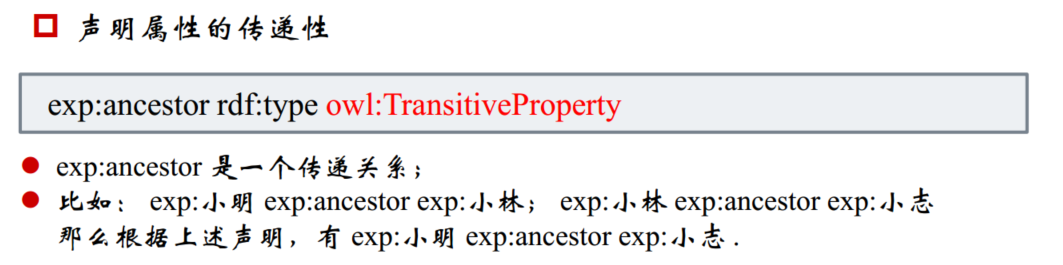 声明属性的传递性
exp:ancestor rdf:type owl:TransitiveProperty
exp:ancestor 是一个传递关系；
比如： exp:小明 exp:ancestor exp:小林； exp:小林 exp:ancestor exp:小志
那么根据上述声明，有 exp:小明 exp:ancestor exp:小志 .